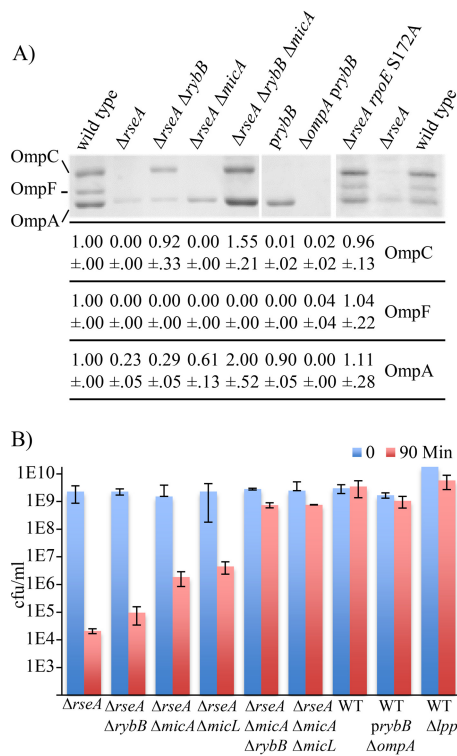 A)
wild type
ΔrseA
ΔrseA ΔrybB
ΔrseA ΔmicA
ΔrseA ΔrybB ΔmicA
prybB
ΔompA prybB
ΔrseA rpoE S172A
ΔrseA
wild type
OmpC
OmpF
OmpA
1.00 0.00 0.92 0.00 1.55 0.01 0.02 0.96
±.00 ±.00 ±.33 ±.00 ±.21 ±.02 ±.02 ±.13
OmpC
1.00 0.00 0.00 0.00 0.00 0.00 0.04 1.04
±.00 ±.00 ±.00 ±.00 ±.00 ±.00 ±.04 ±.22
OmpF
1.00 0.23 0.29 0.61 2.00 0.90 0.00 1.11
±.00 ±.05 ±.05 ±.13 ±.52 ±.05 ±.00 ±.28
OmpA
B)
0 90 Min
1E10
1E9
1E8
1E7
1E6
1E5
1E4
1E3
cfu/ml
ΔrseA
ΔrseA
ΔrybB
ΔrseA
ΔmicA
ΔrseA
ΔmicL
ΔrseA
ΔmicA
ΔrybB
ΔrseA
ΔmicA
ΔmicL
WT
WT
prybB
ΔompA
WT
Δlpp